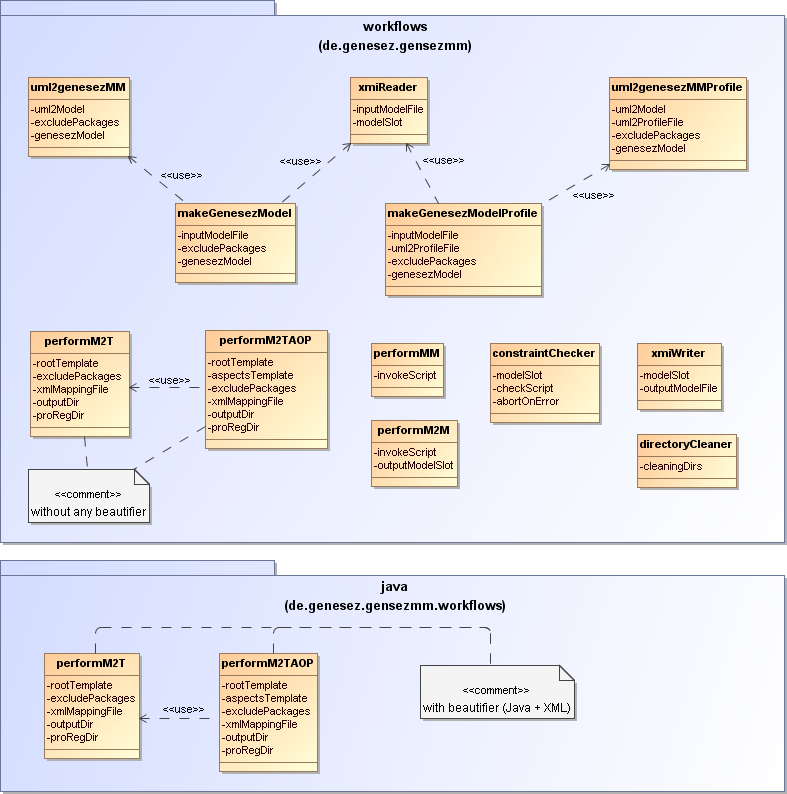 workflows
(de.genesez.gensezmm)
uml2genesezMM
-uml2Model
-excludePackages
-genesezModel
xmiReader
-inputModelFile
-modelSlot
uml2genesezMMProfile
-uml2Model
-uml2ProfileFile
-excludePackages
-genesezModel
<<use>>
<<use>>
<<use>>
<<use>>
makeGenesezModel
-inputModelFile
-excludePackages
-genesezModel
makeGenesezModelProfile
-inputModelFile
-uml2ProfileFile
-excludePackages
-genesezModel
performM2T
-rootTemplate
-excludePackages
-xmlMappingFile
-outputDir
-proRegDir
<<use>>
performM2TAOP
-rootTemplate
-aspectsTemplate
-excludePackages
-xmlMappingFile
-outputDir
-proRegDir
performMM
-invokeScript
constraintChecker
-modelSlot
-checkScript
-abortOnError
xmiWriter
-modelSlot
-outputModelFile
performM2M
-invokeScript
-outputModelSlot
directoryCleaner
-cleaningDirs
<<comment>>
without any beautifier
java
(de.genesez.gensezmm.workflows)
performM2T
-rootTemplate
-excludePackages
-xmlMappingFile
-outputDir
-proRegDir
<<use>>
performM2TAOP
-rootTemplate
-aspectsTemplate
-excludePackages
-xmlMappingFile
-outputDir
-proRegDir
<<comment>>
with beautifier (Java + XML)